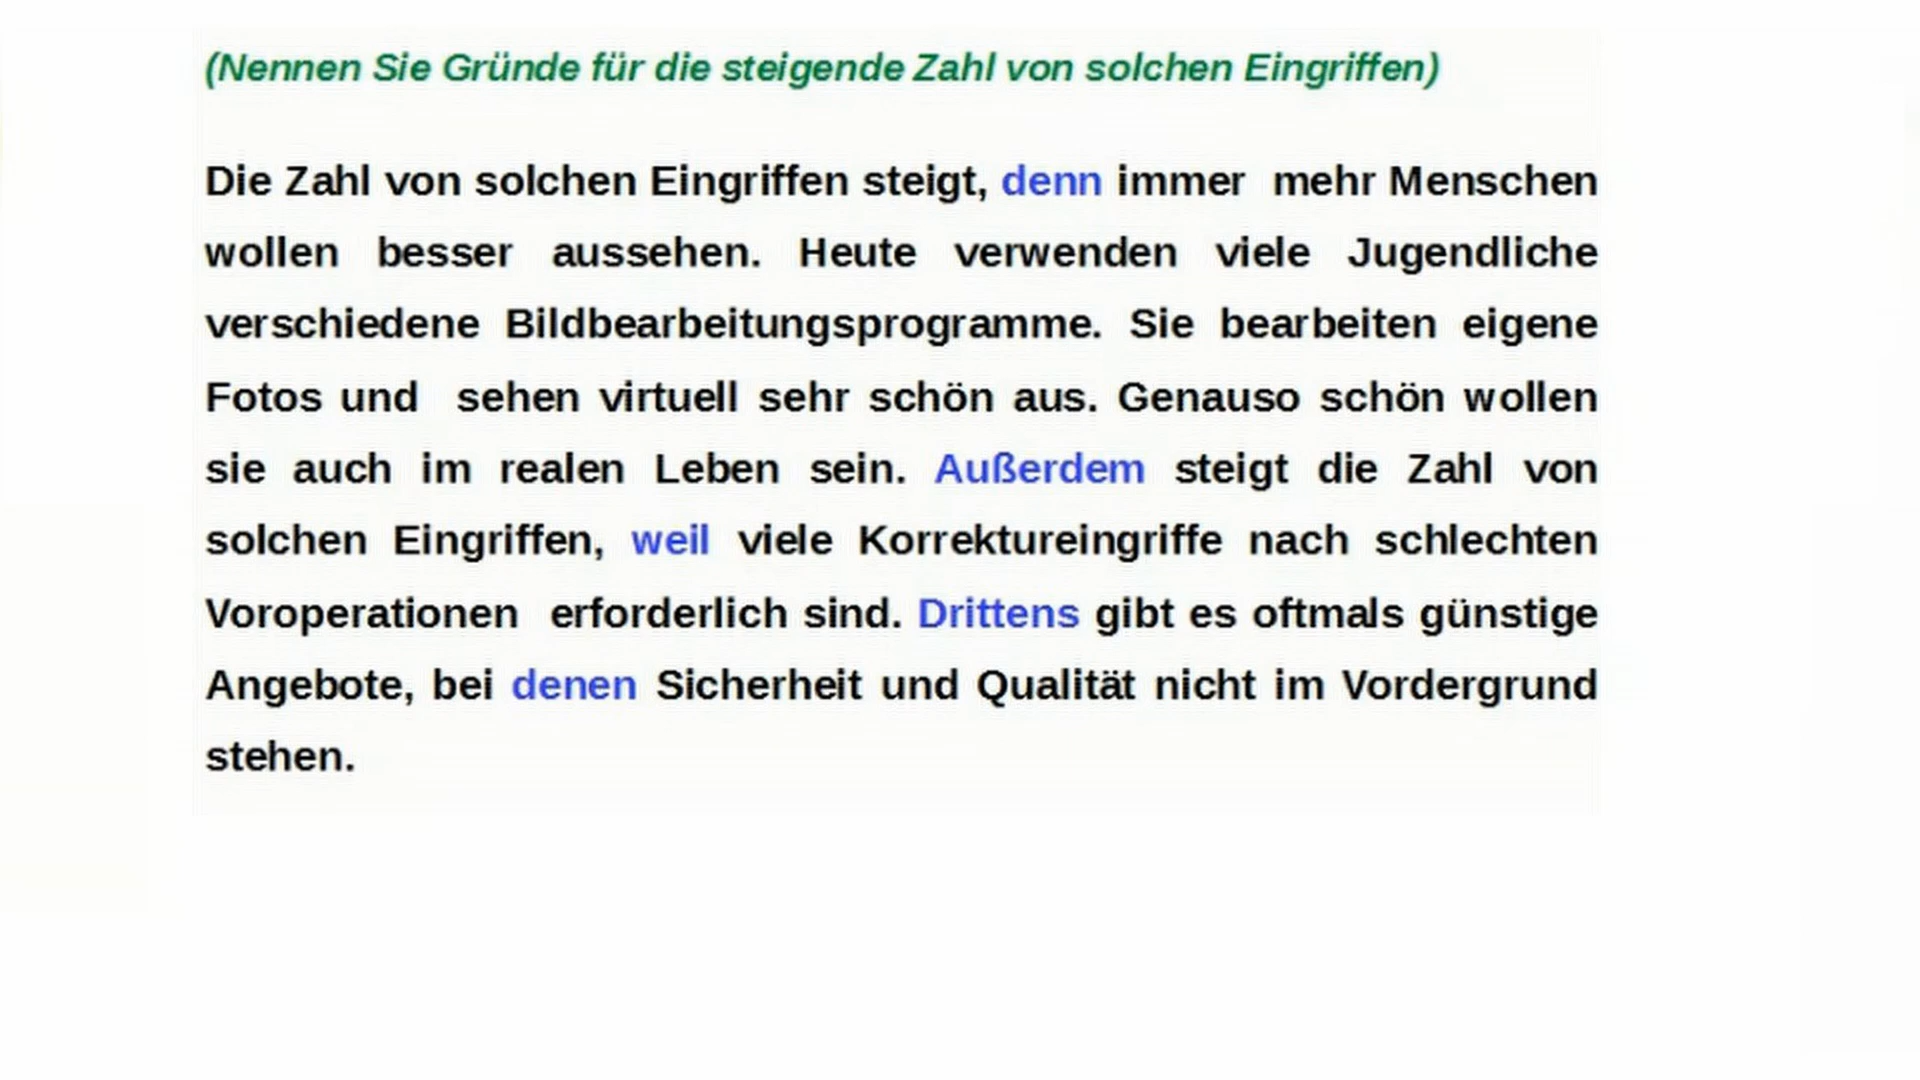 (Nennen Sie Gründe für die steigende Zahl von solchen Eingriffen)
Die Zahl von solchen Eingriffen steigt, denn immer mehr Menschen
wollen besser aussehen. Heute verwenden viele Jugendliche
verschiedene Bildbearbeitungsprogramme. Sie bearbeiten eigene
Fotos und sehen virtuell sehr schön aus. Genauso schön wollen
sie auch im realen Leben sein. Außerdem steigt die Zahl von
solchen Eingriffen, weil viele Korrektureingriffe nach schlechten
Voroperationen erforderlich sind. Drittens gibt es oftmals günstige
Angebote, bei denen Sicherheit und Qualität nicht im Vordergrund
stehen.